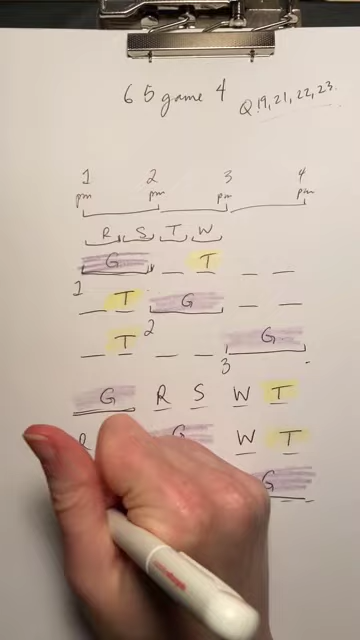 65 game 4 Q.19,21,22,23.
1 2 3 4
pm pm pm pm
R S T W
G T
1 T G
T 2 G
3
G R S W T
R G W T
G